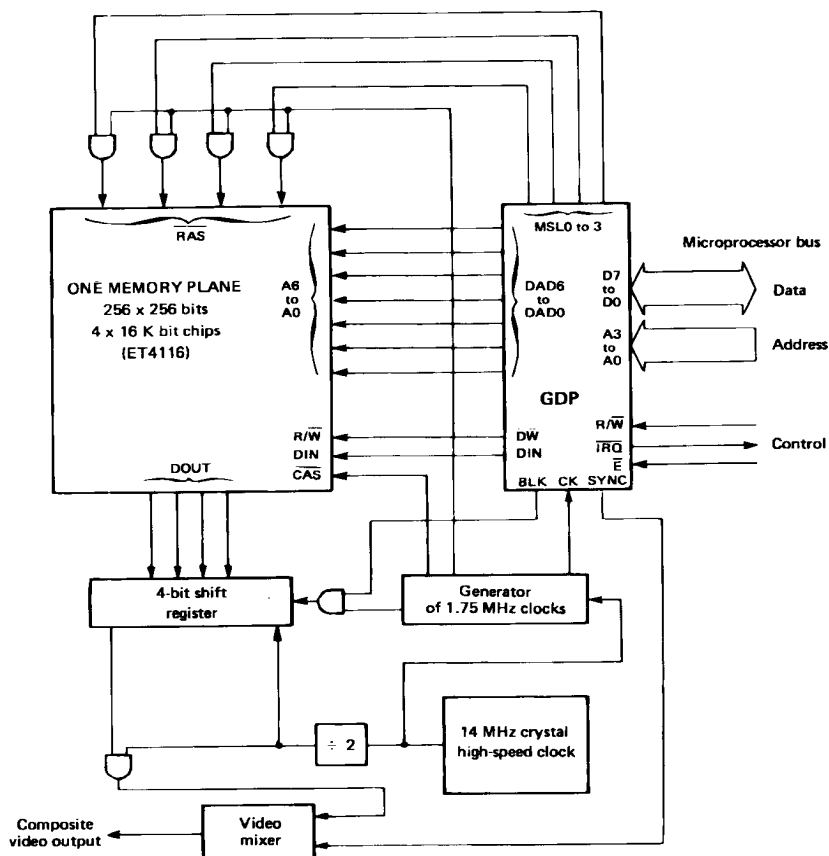 RAS
ONE MEMORY PLANE
256 x 256 bits
4 x 16 K bit chips
(ET4116)
A6
to
A0
R/W
DIN
CAS
DOUT
MSL0 to 3
DAD6
to
DAD0
D7
to
D0
A3
to
A0
GDP
DW
DIN
R/W
IRQ
E
BLK CK SYNC
Microprocessor bus
Data
Address
Control
4-bit shift
register
Generator
of 1.75 MHz clocks
÷ 2
14 MHz crystal
high-speed clock
Composite
video output
Video
mixer